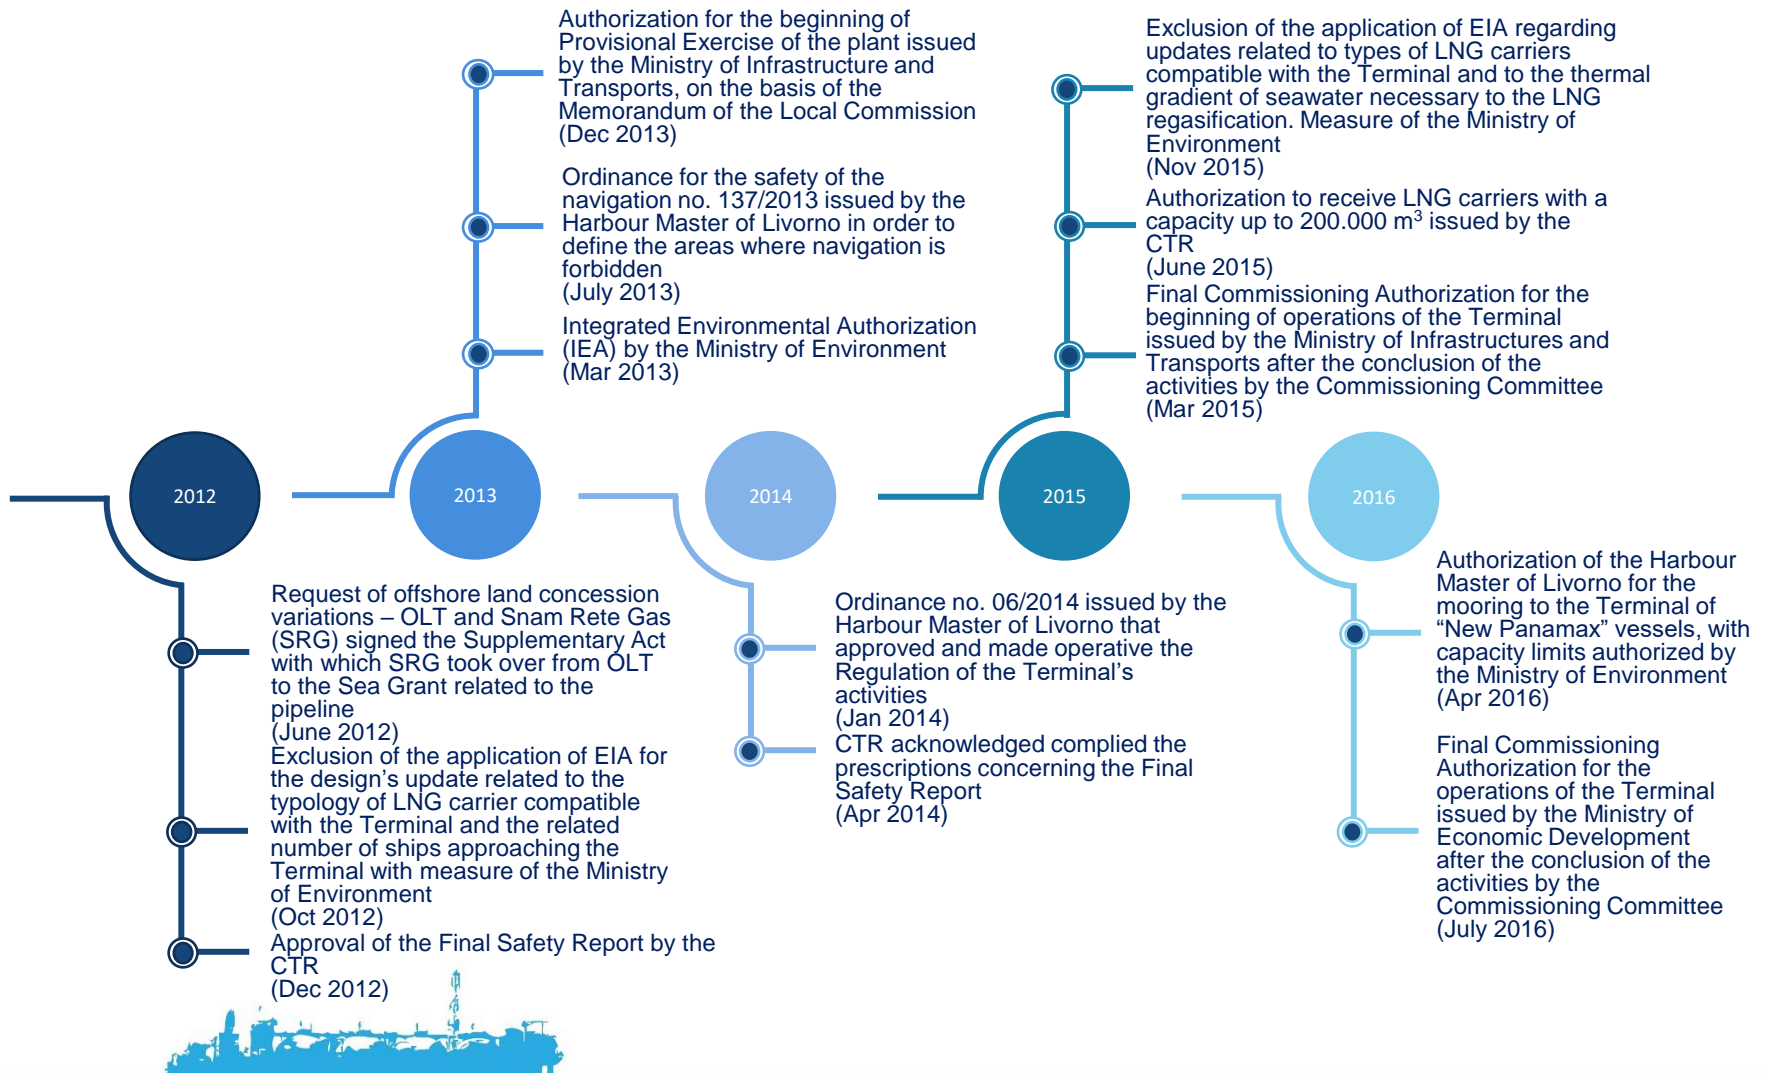 Authorization for the beginning of
Provisional Exercise of the plant issued
by the Ministry of Infrastructure and
Transports, on the basis of the
Memorandum of the Local Commission
(Dec 2013)
Ordinance for the safety of the
navigation no. 137/2013 issued by the
Harbour Master of Livorno in order to
define the areas where navigation is
forbidden
(July 2013)
Integrated Environmental Authorization
(IEA) by the Ministry of Environment
(Mar 2013)
Exclusion of the application of EIA regarding
updates related to types of LNG carriers
compatible with the Terminal and to the thermal
gradient of seawater necessary to the LNG
regasification. Measure of the Ministry of
Environment
(Nov 2015)
Authorization to receive LNG carriers with a
capacity up to 200.000 m³ issued by the
CTR
(June 2015)
Final Commissioning Authorization for the
beginning of operations of the Terminal
issued by the Ministry of Infrastructures and
Transports after the conclusion of the
activities by the Commissioning Committee
(Mar 2015)
2012
2013
2014
2015
2016
Request of offshore land concession
variations – OLT and Snam Rete Gas
(SRG) signed the Supplementary Act
with which SRG took over from OLT
to the Sea Grant related to the
pipeline
(June 2012)
Exclusion of the application of EIA for
the design's update related to the
typology of LNG carrier compatible
with the Terminal and the related
number of ships approaching the
Terminal with measure of the Ministry
of Environment
(Oct 2012)
Approval of the Final Safety Report by the
CTR
(Dec 2012)
Ordinance no. 06/2014 issued by the
Harbour Master of Livorno that
approved and made operative the
Regulation of the Terminal's
activities
(Jan 2014)
CTR acknowledged complied the
prescriptions concerning the Final
Safety Report
(Apr 2014)
Authorization of the Harbour
Master of Livorno for the
mooring to the Terminal of
“New Panamax” vessels, with
capacity limits authorized by
the Ministry of Environment
(Apr 2016)
Final Commissioning
Authorization for the
operations of the Terminal
issued by the Ministry of
Economic Development
after the conclusion of the
activities by the
Commissioning Committee
(July 2016)